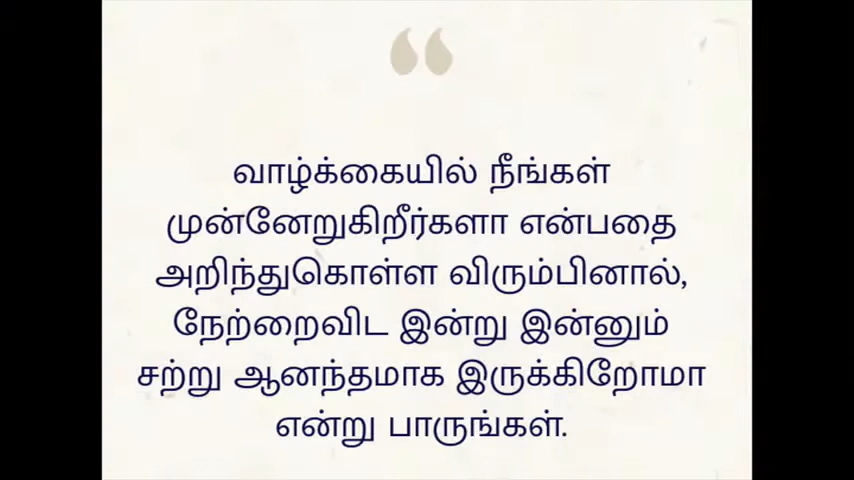 வாழ்க்கையில் நீங்கள்
முன்னேறுகிறீர்களா என்பதை
அறிந்துகொள்ள விரும்பினால்,
நேற்றைவிட இன்று இன்னும்
சற்று ஆனந்தமாக இருக்கிறோமா
என்று பாருங்கள்.